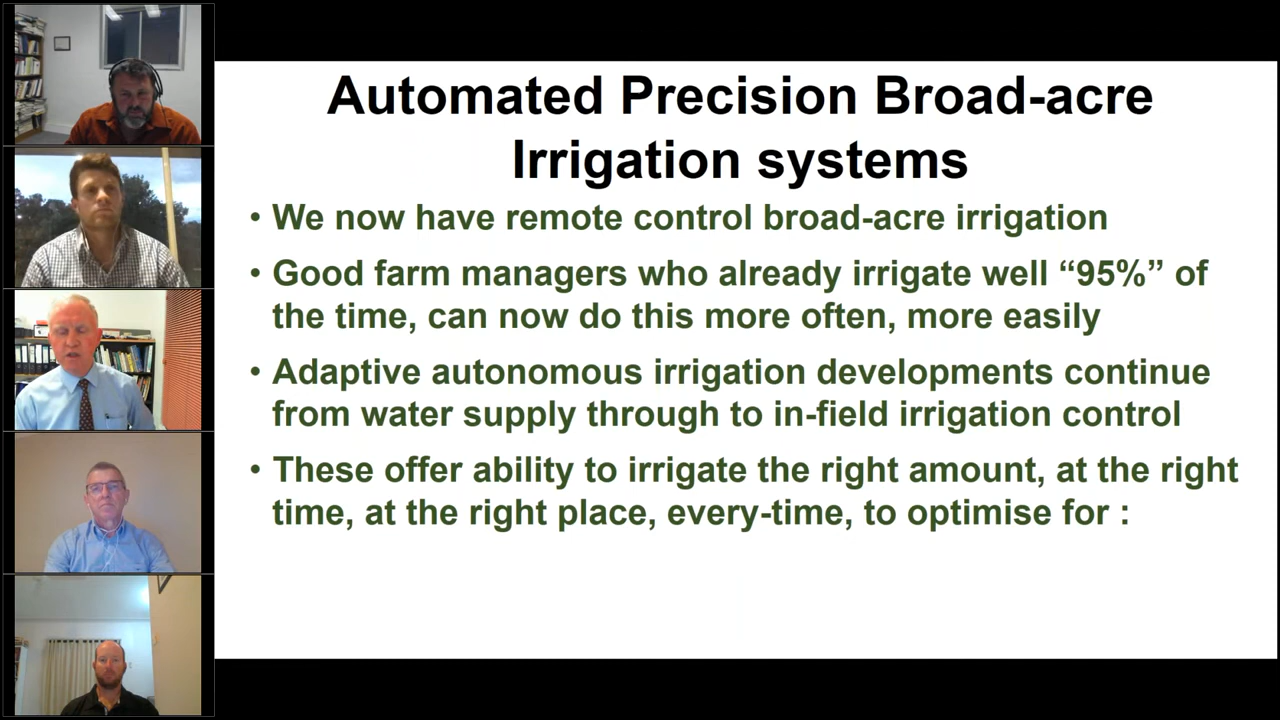 Automated Precision Broad-acre
Irrigation systems
• We now have remote control broad-acre irrigation
• Good farm managers who already irrigate well “95%” of
the time, can now do this more often, more easily
• Adaptive autonomous irrigation developments continue
from water supply through to in-field irrigation control
• These offer ability to irrigate the right amount, at the right
time, at the right place, every-time, to optimise for :